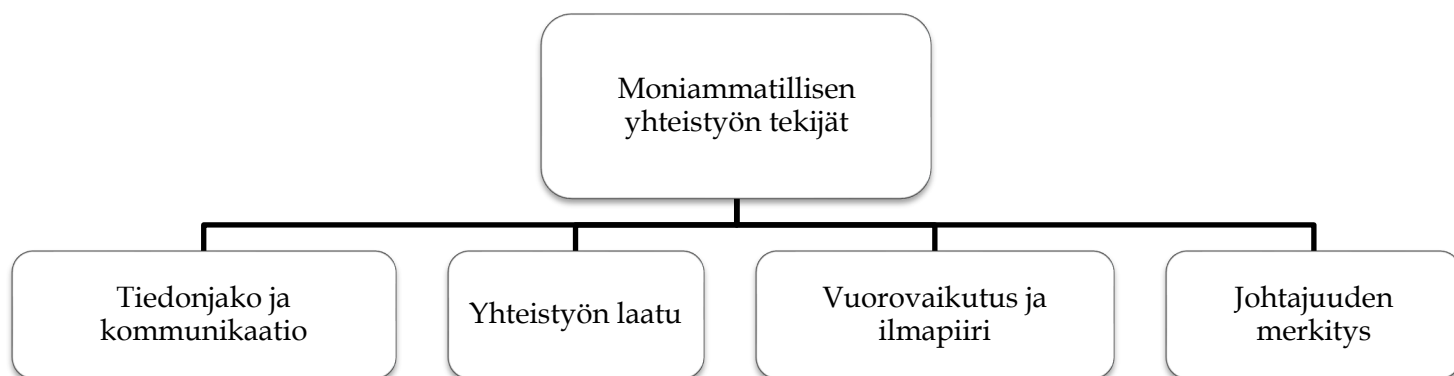 Moniammatillisen
yhteistyön tekijät
Tiedonjako ja
kommunikaatio
Yhteistyön laatu
Vuorovaikutus ja
ilmapiiri
Johtajuuden
merkitys